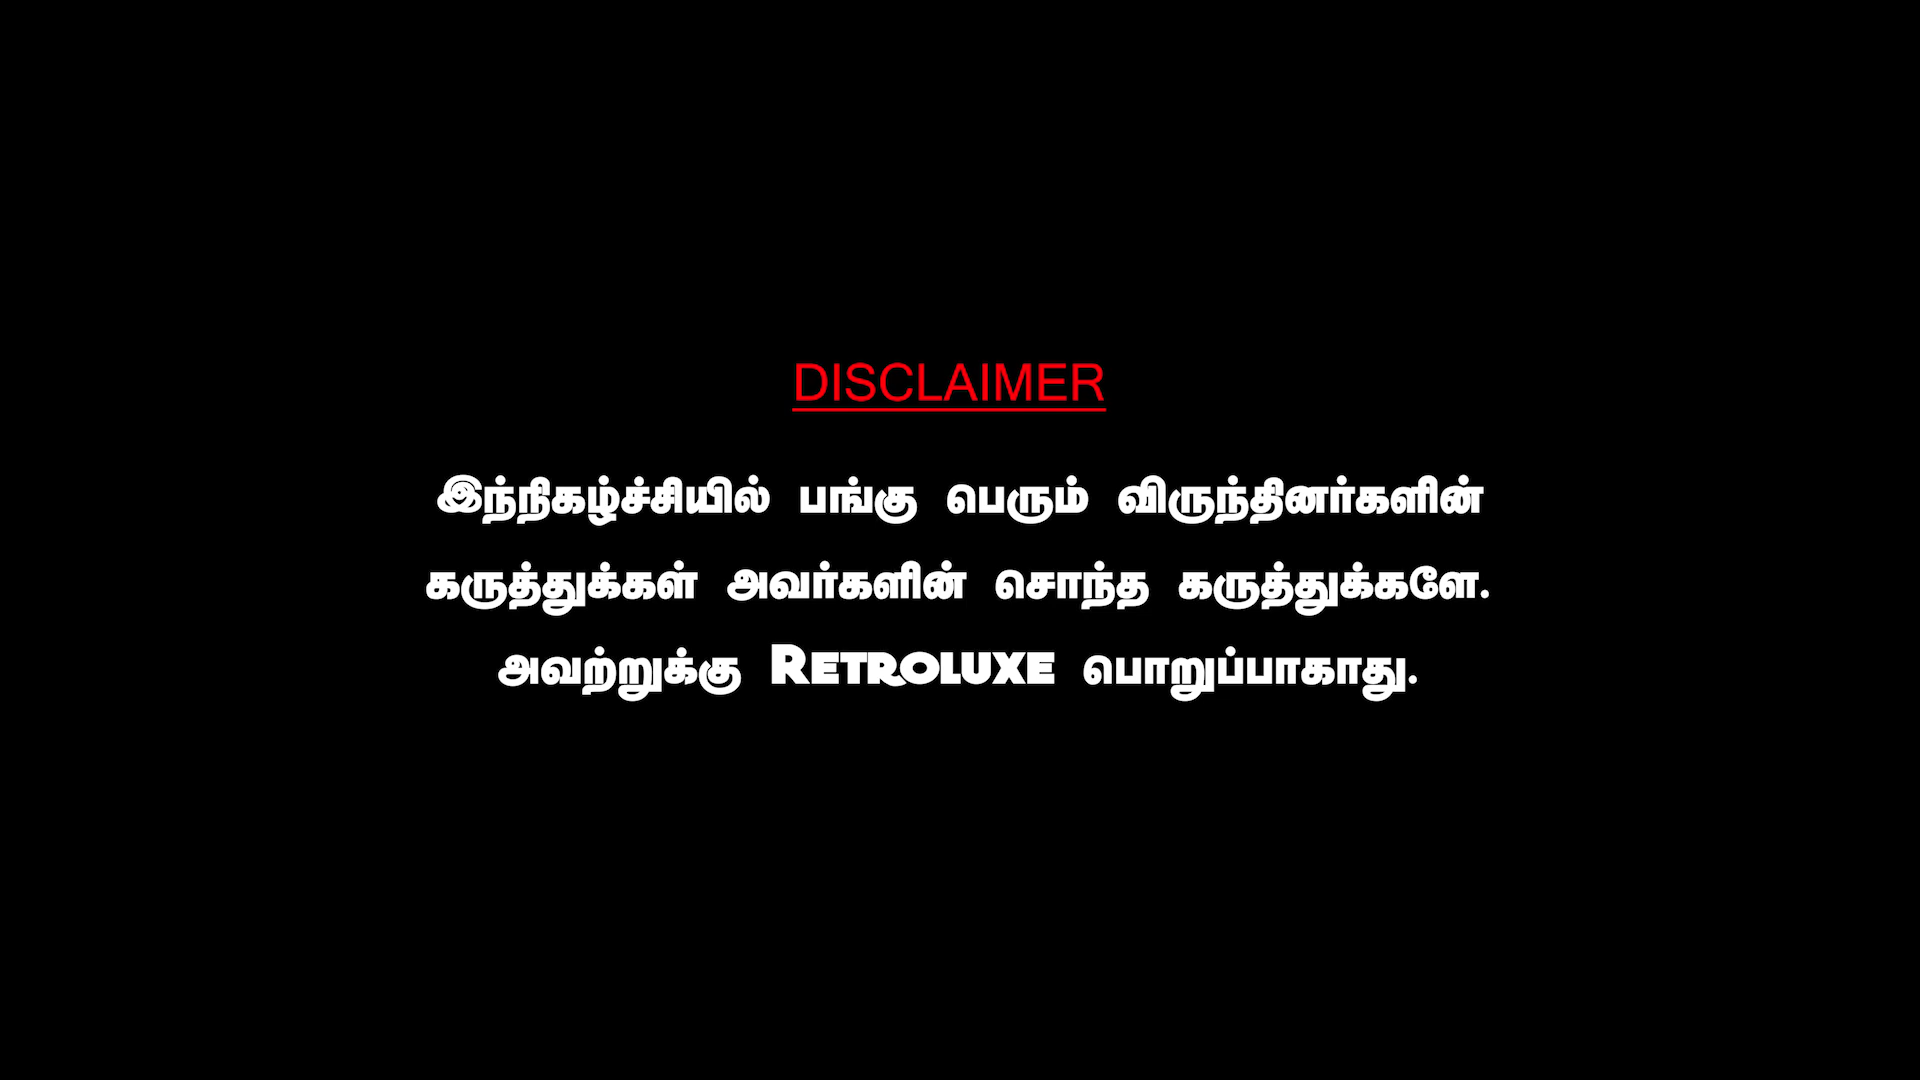 DISCLAIMER
இந்நிகழ்ச்சியில் பங்கு பெரும் விருந்தினர்களின்
கருத்துக்கள் அவர்களின் சொந்த கருத்துக்களே.
அவற்றுக்கு RETROLUXE பொறுப்பாகாது.